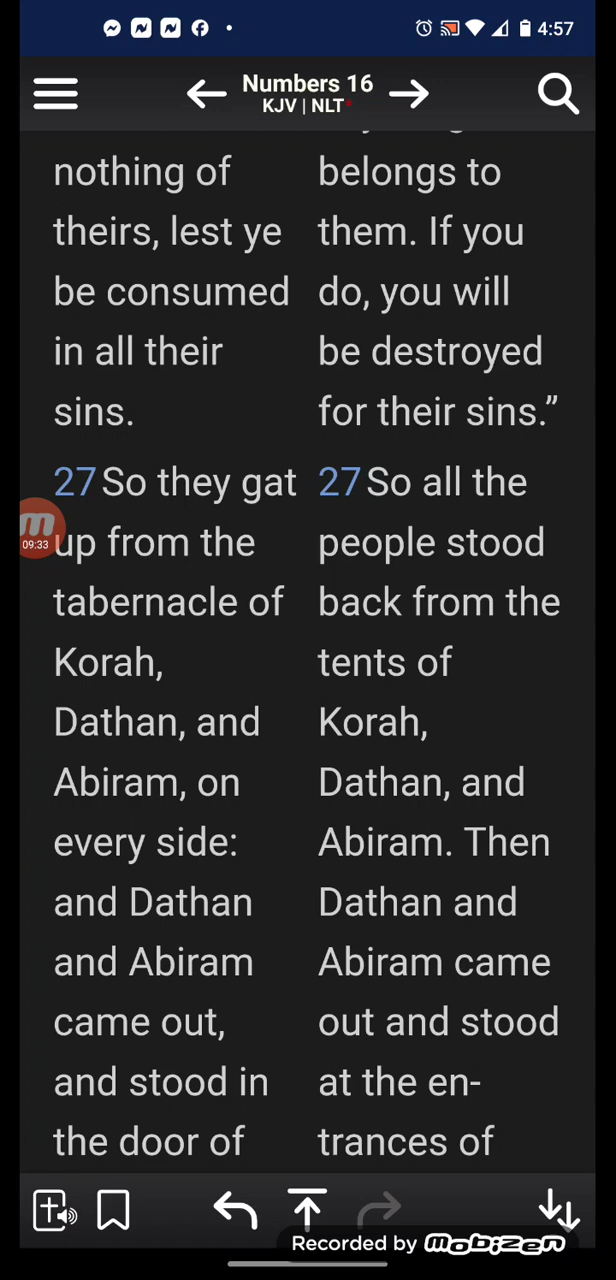 4:57
Numbers 16
KJV | NLT*
nothing of
theirs, lest ye
be consumed
in all their
sins.
27 So they gat
up from the
tabernacle of
Korah,
Dathan, and
Abiram, on
every side:
and Dathan
and Abiram
came out,
and stood in
the door of
belongs to
them. If you
do, you will
be destroyed
for their sins.”
27 So all the
people stood
back from the
tents of
Korah,
Dathan, and
Abiram. Then
Dathan and
Abiram came
out and stood
at the en-
trances of
m
09:33
Recorded by mobizen